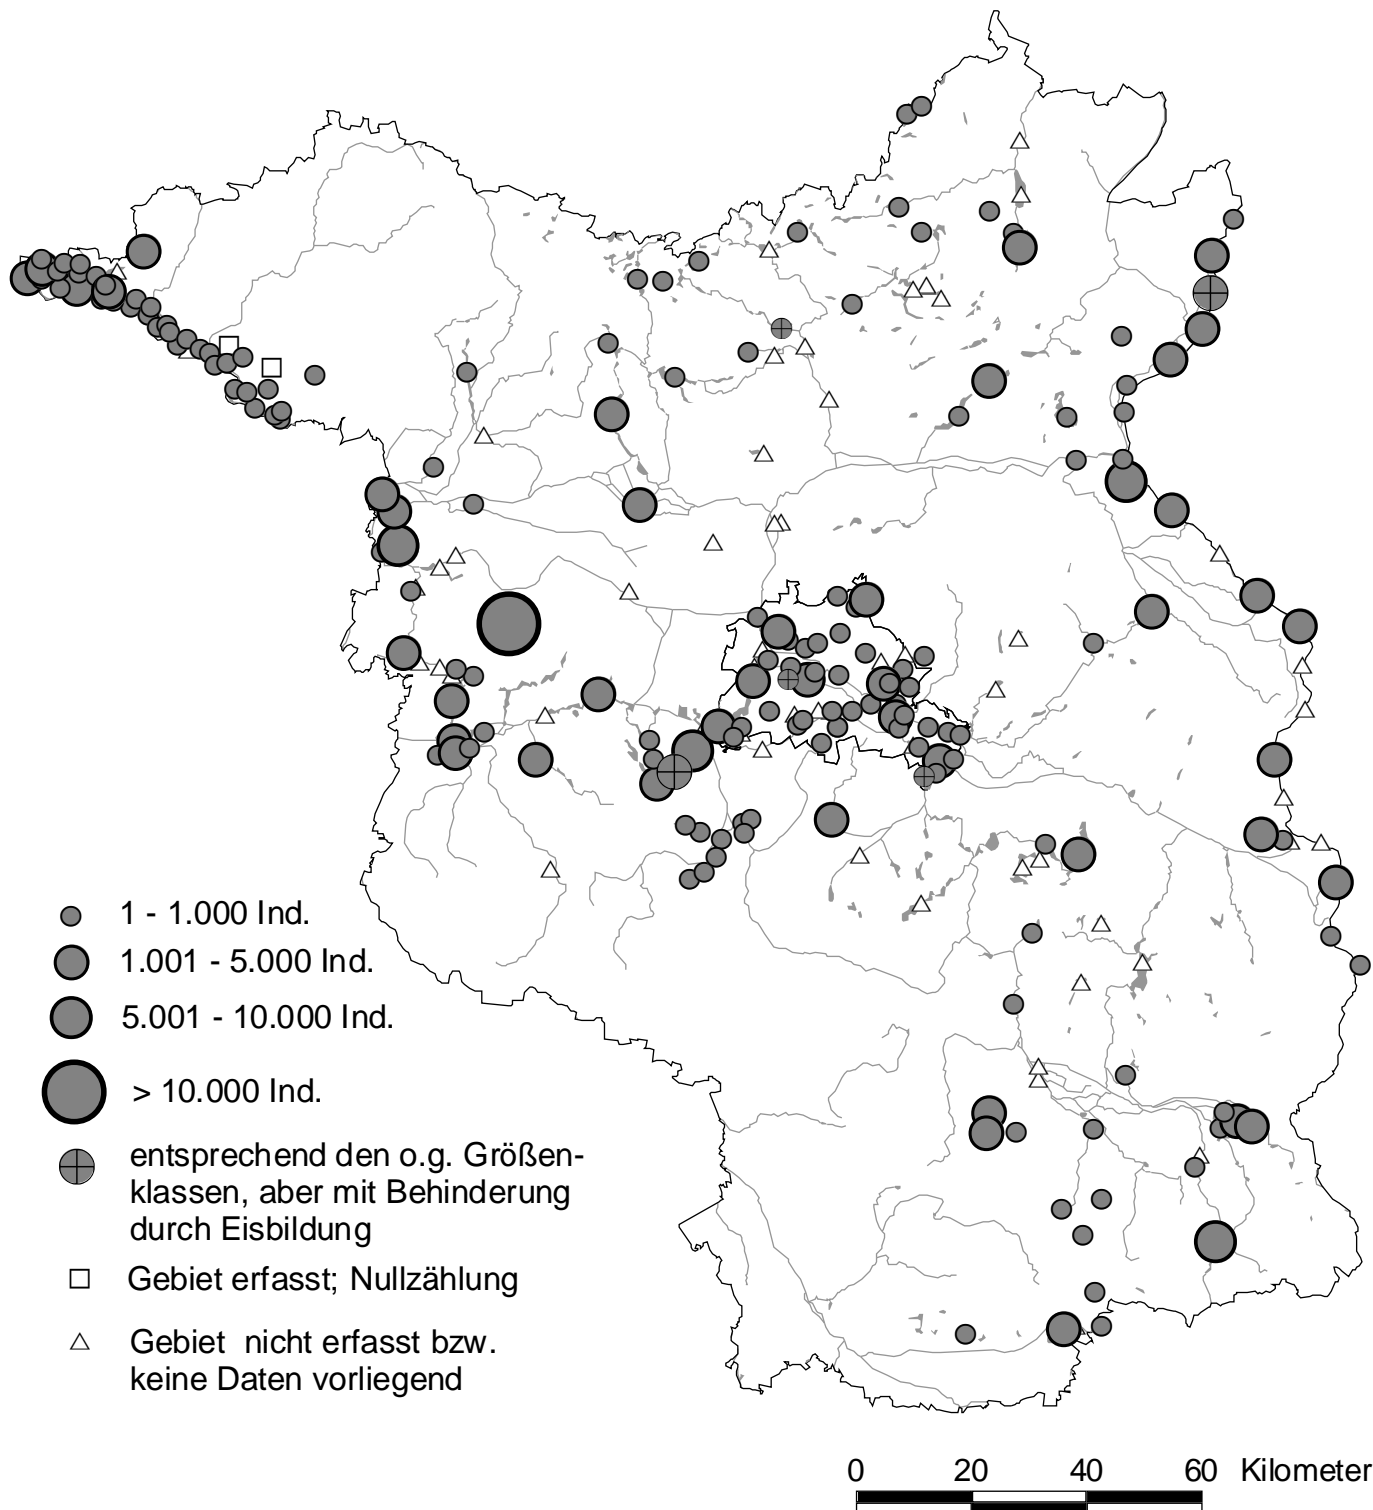 1 - 1.000 Ind.
1.001 - 5.000 Ind.
5.001 - 10.000 Ind.
> 10.000 Ind.
entsprechend den o.g. Größen-
klassen, aber mit Behinderung
durch Eisbildung
Gebiet erfasst; Nullzählung
Gebiet nicht erfasst bzw.
keine Daten vorliegend
0 20 40 60 Kilometer